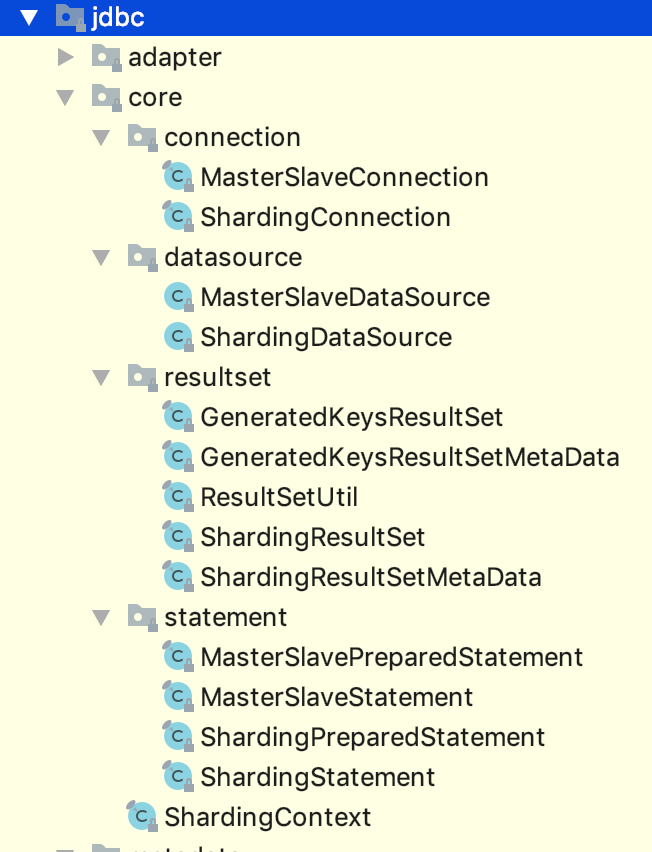 jdbc
adapter
core
connection
MasterSlaveConnection
ShardingConnection
datasource
MasterSlaveDataSource
ShardingDataSource
resultset
GeneratedKeysResultSet
GeneratedKeysResultSetMetaData
ResultSetUtil
ShardingResultSet
ShardingResultSetMetaData
statement
MasterSlavePreparedStatement
MasterSlaveStatement
ShardingPreparedStatement
ShardingStatement
ShardingContext